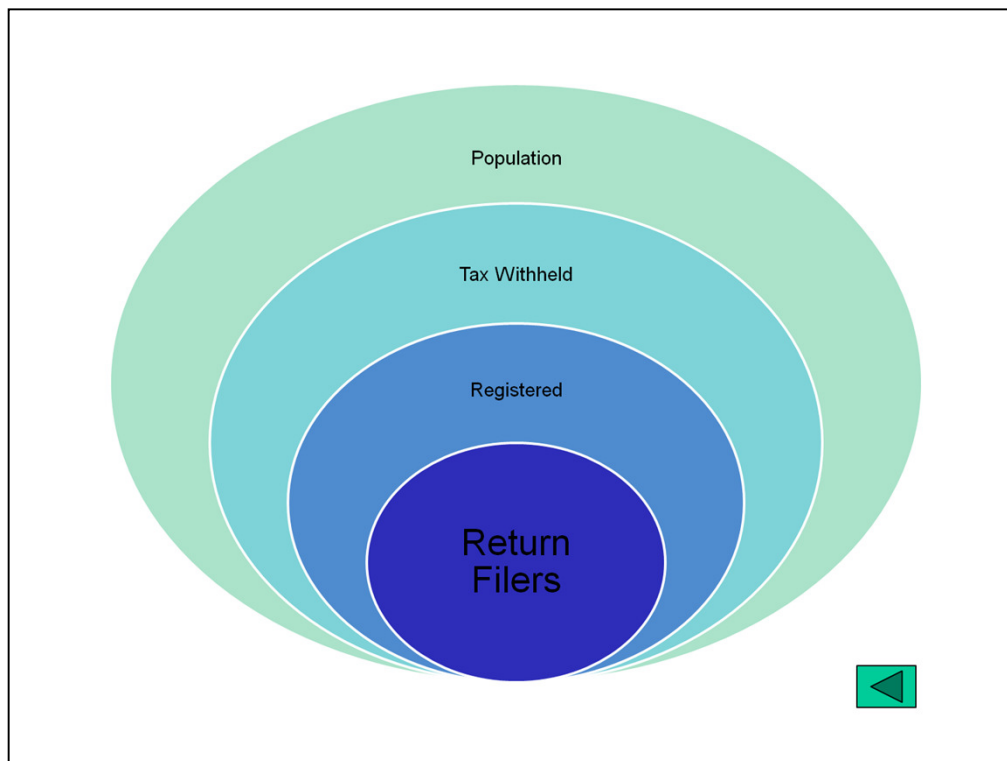 Population
Tax Withheld
Registered
Return
Filers